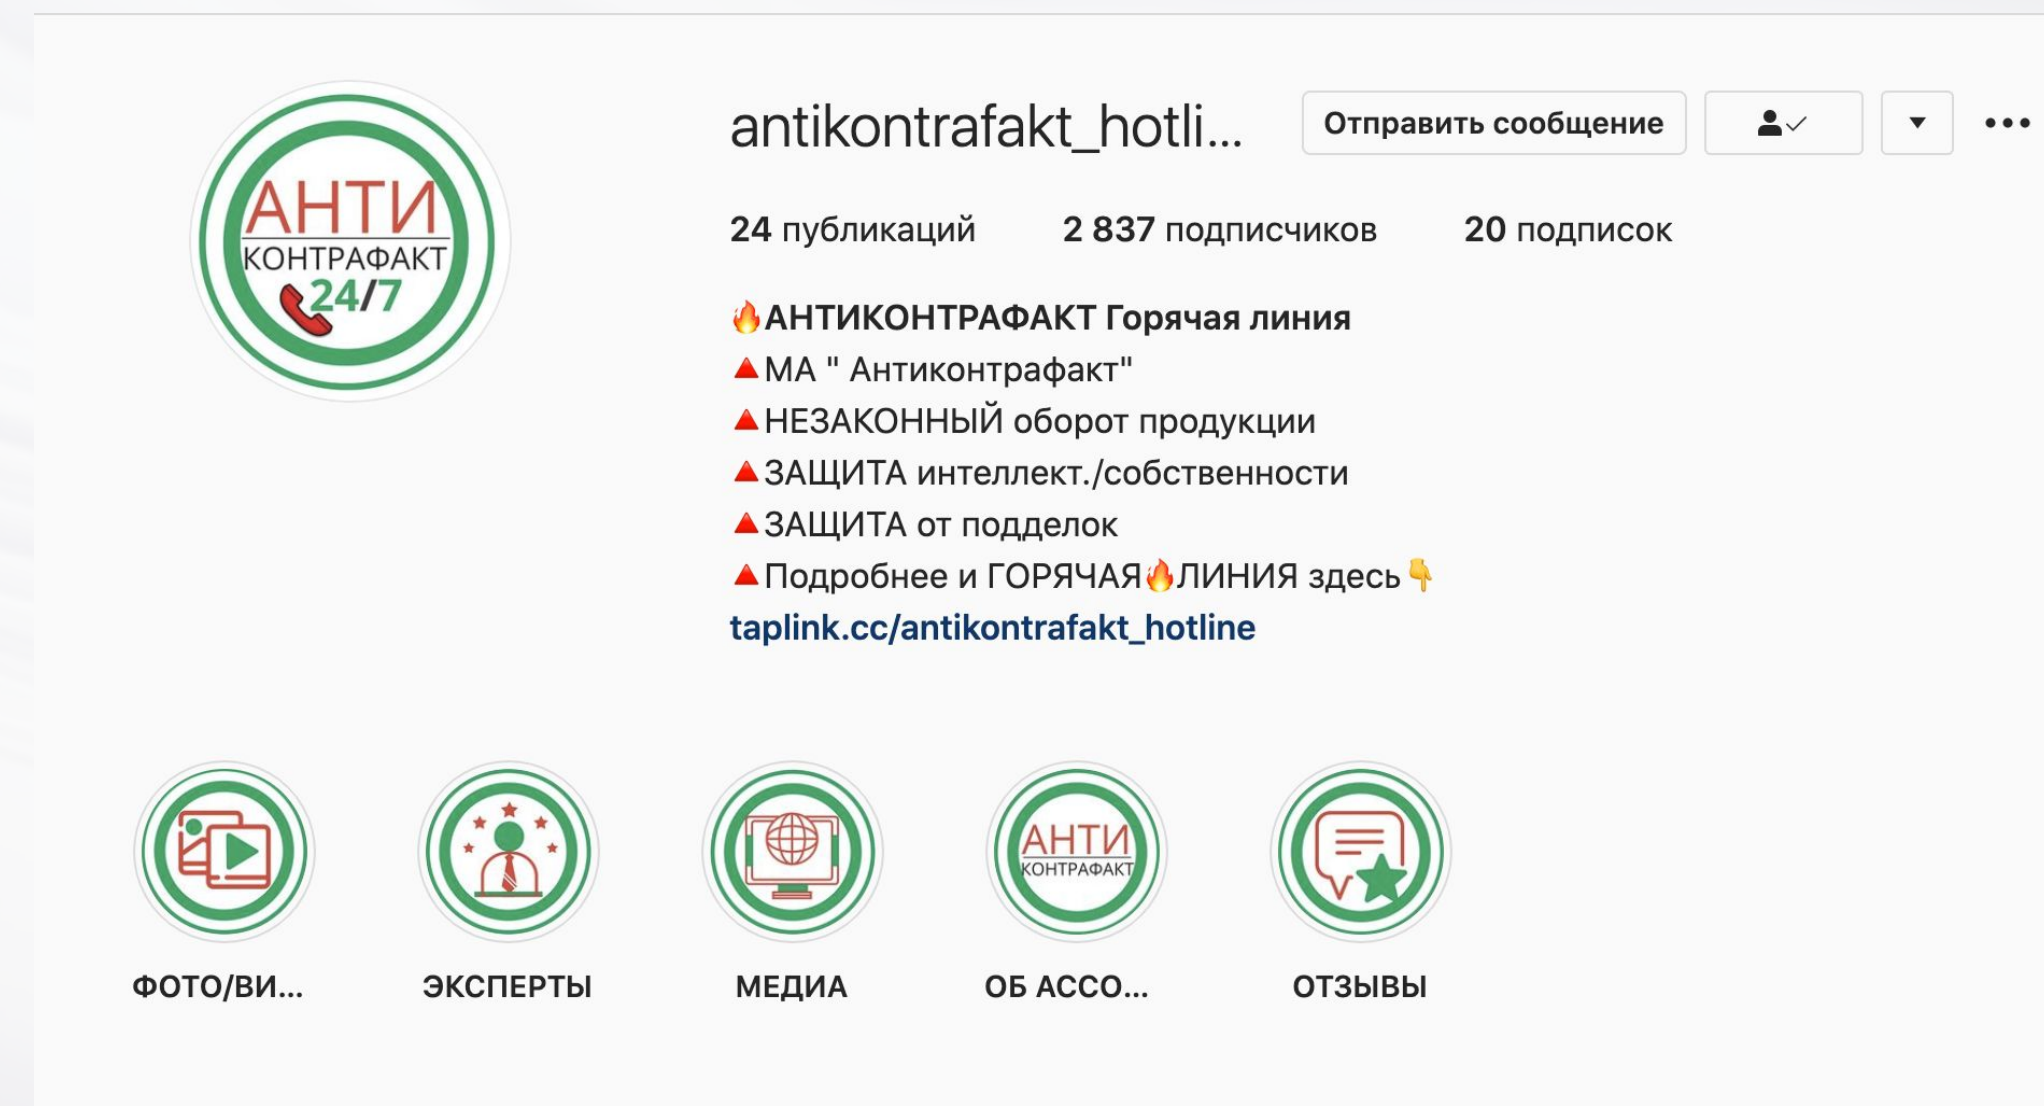 АНТИ
КОНТРАФАКТ
24/7
antikontrafakt_hotli...
Отправить сообщение
24 публикаций 2 837 подписчиков 20 подписок
🔥АНТИКОНТРАФАКТ Горячая линия
🔺МА " Антиконтрафакт"
🔺НЕЗАКОННЫЙ оборот продукции
🔺ЗАЩИТА интеллект./собственности
🔺ЗАЩИТА от подделок
🔺Подробнее и ГОРЯЧАЯ🔥ЛИНИЯ здесь👇
taplink.cc/antikontrafakt_hotline
АНТИ
КОНТРАФАКТ
ФОТО/ВИ... ЭКСПЕРТЫ МЕДИА ОБ АССО... ОТЗЫВЫ